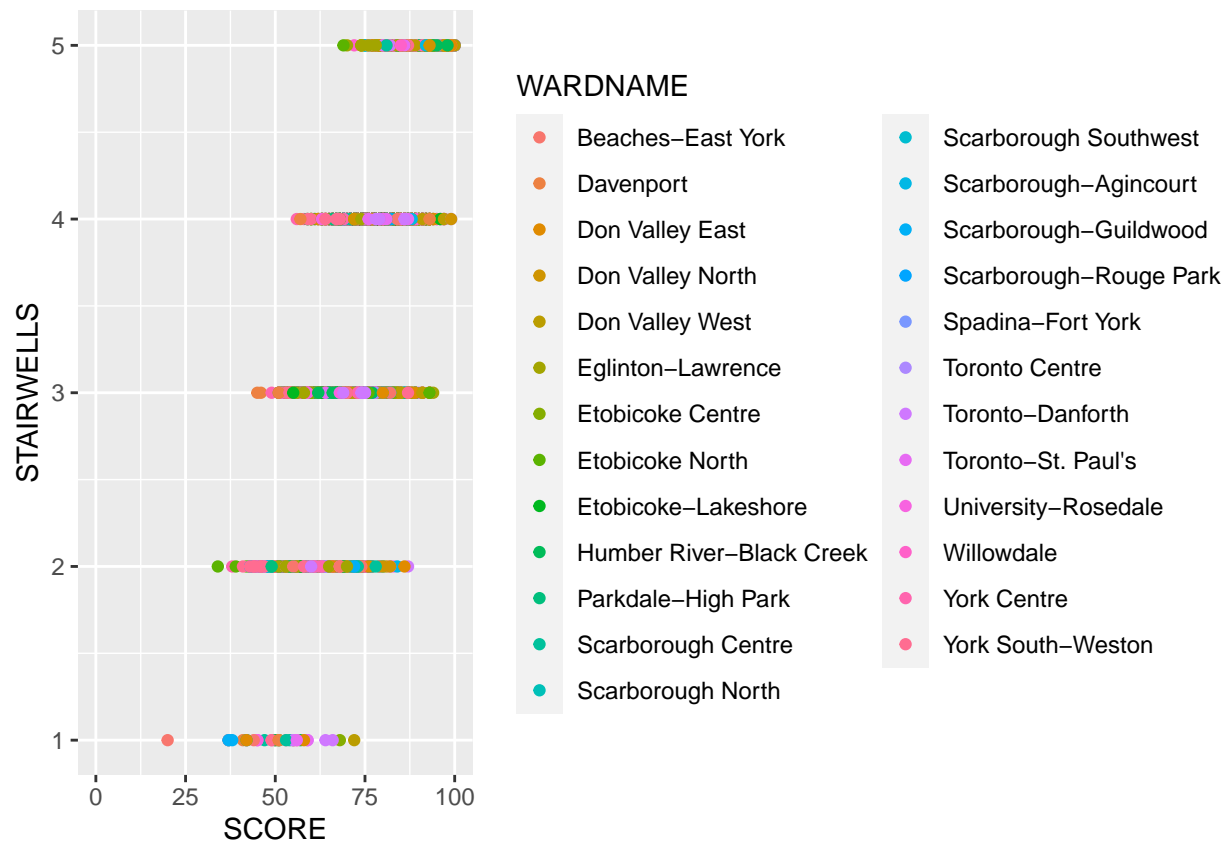 5
4
3
2
1
STAIRWELLS
0 25 50 75 100
SCORE
WARDNAME
Beaches−East York
Davenport
Don Valley East
Don Valley North
Don Valley West
Eglinton−Lawrence
Etobicoke Centre
Etobicoke North
Etobicoke−Lakeshore
Humber River−Black Creek
Parkdale−High Park
Scarborough Centre
Scarborough North
Scarborough Southwest
Scarborough−Agincourt
Scarborough−Guildwood
Scarborough−Rouge Park
Spadina−Fort York
Toronto Centre
Toronto−Danforth
Toronto−St. Paul's
University−Rosedale
Willowdale
York Centre
York South−Weston